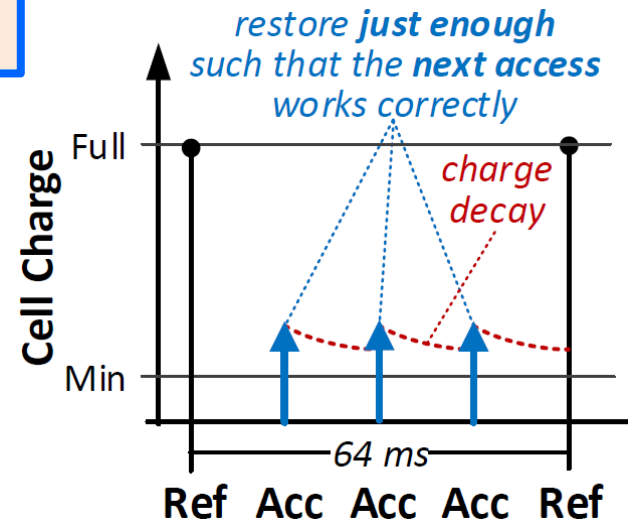 restore just enough
such that the next access
works correctly
Full
charge
decay
Cell Charge
Min
64 ms
Ref Acc Acc Acc Ref